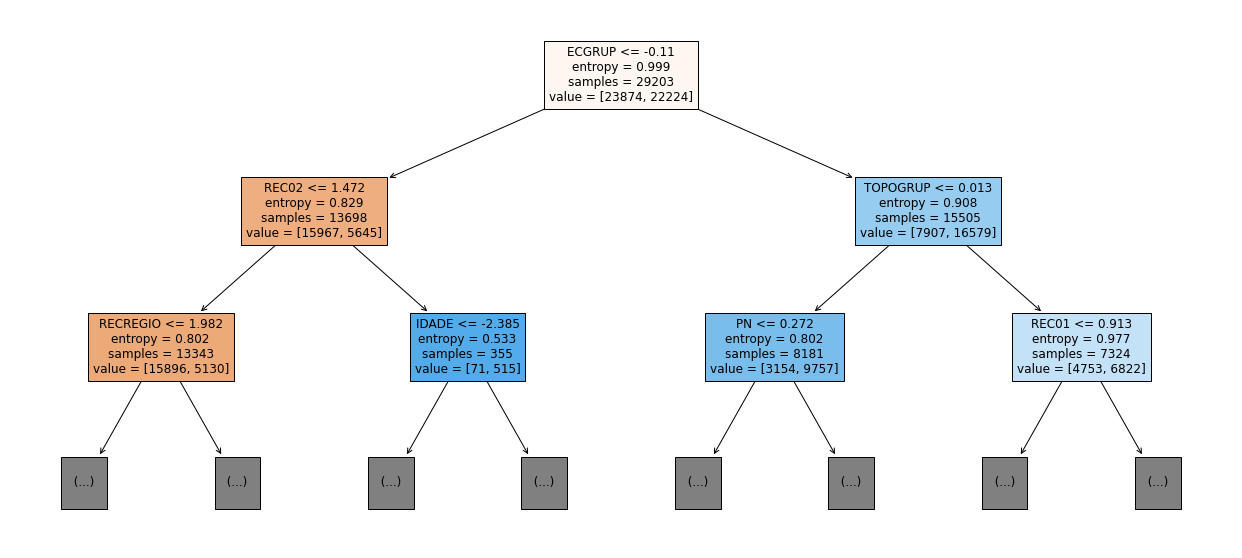 ECGRUP <= -0.11
entropy = 0.999
samples = 29203
value = [23874, 22224]
REC02 <= 1.472
entropy = 0.829
samples = 13698
value = [15967, 5645]
TOPOGRUP <= 0.013
entropy = 0.908
samples = 15505
value = [7907, 16579]
RECREGIO <= 1.982
entropy = 0.802
samples = 13343
value = [15896, 5130]
IDADE <= -2.385
entropy = 0.533
samples = 355
value = [71, 515]
PN <= 0.272
entropy = 0.802
samples = 8181
value = [3154, 9757]
REC01 <= 0.913
entropy = 0.977
samples = 7324
value = [4753, 6822]
(...)
(...)
(...)
(...)
(...)
(...)
(...)
(...)